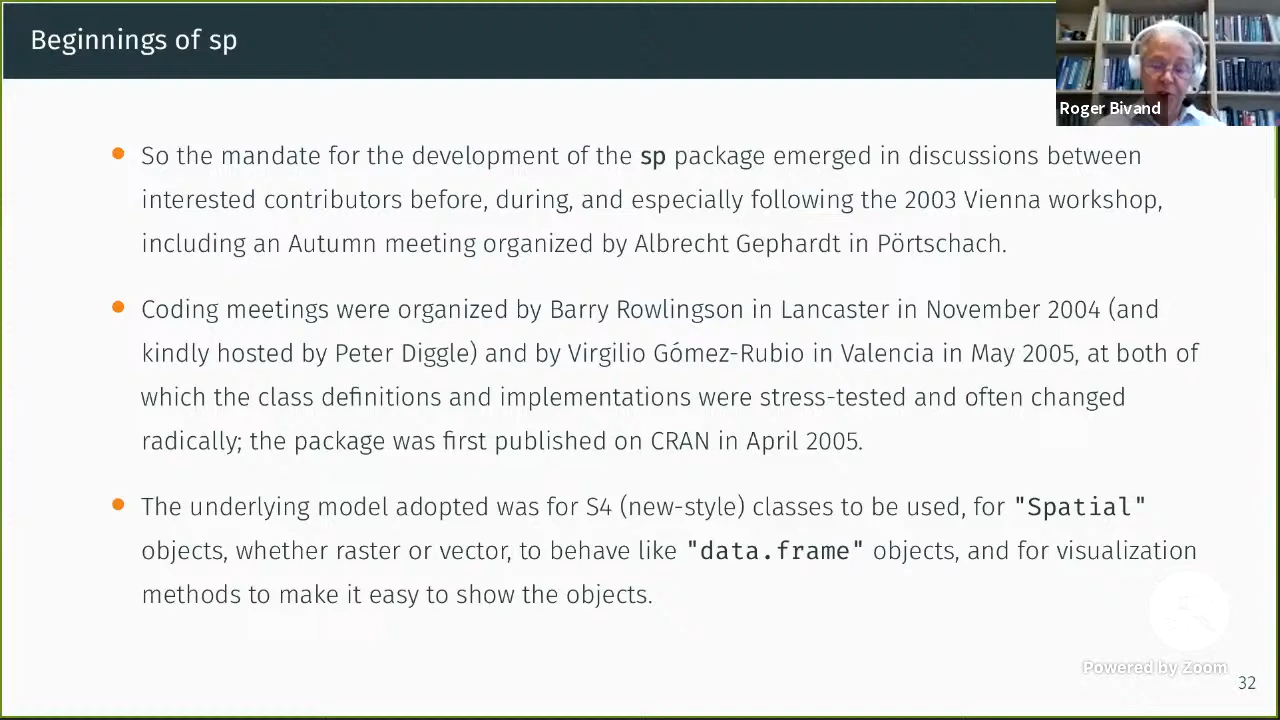 Beginnings of sp
Roger Bivand
So the mandate for the development of the sp package emerged in discussions between
interested contributors before, during, and especially following the 2003 Vienna workshop,
including an Autumn meeting organized by Albrecht Gephardt in Pörtschach.
Coding meetings were organized by Barry Rowlingson in Lancaster in November 2004 (and
kindly hosted by Peter Diggle) and by Virgilio Gómez-Rubio in Valencia in May 2005, at both of
which the class definitions and implementations were stress-tested and often changed
radically; the package was first published on CRAN in April 2005.
The underlying model adopted was for S4 (new-style) classes to be used, for "Spatial"
objects, whether raster or vector, to behave like "data.frame" objects, and for visualization
methods to make it easy to show the objects.
Powered by Zoom
32